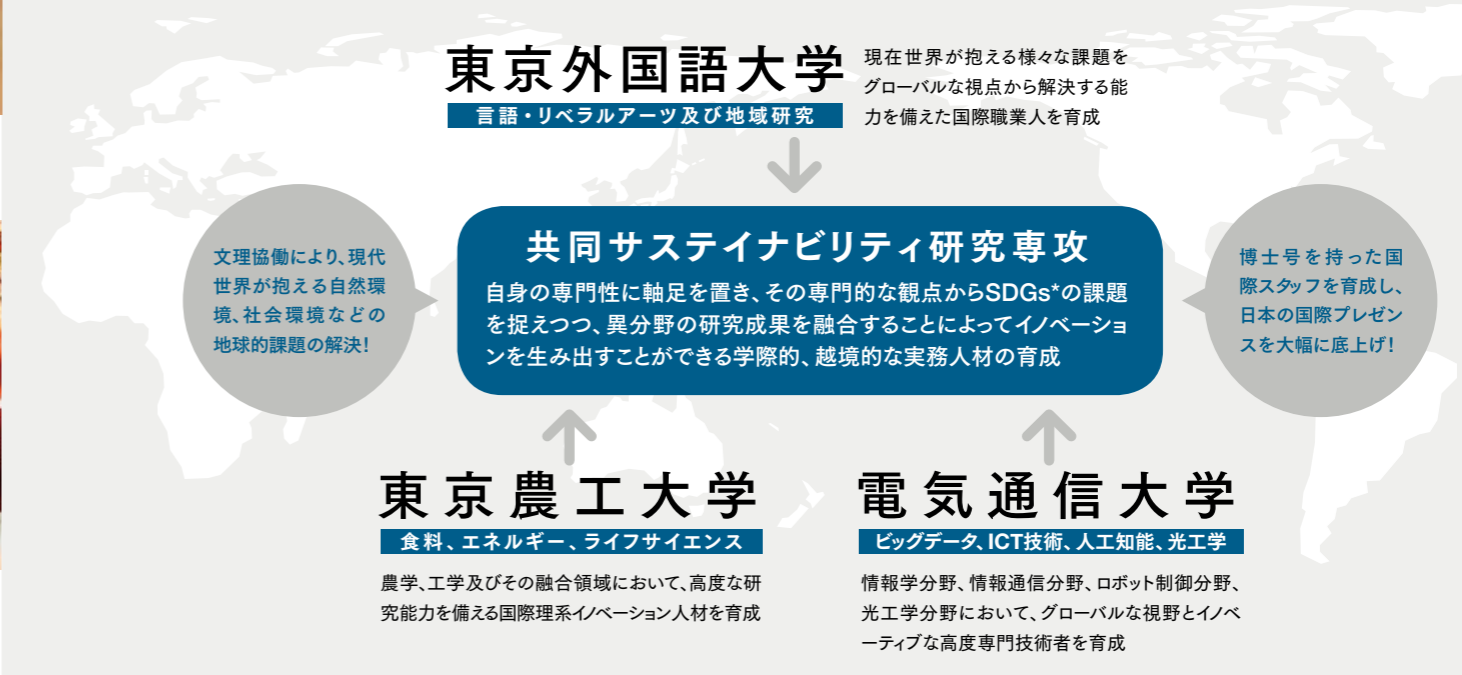 東京外国語大学
言語・リベラルアーツ及び地域研究
現在世界が抱える様々な課題を
グローバルな視点から解決する能
力を備えた国際職業人を育成
文理協働により、現代
世界が抱える自然環
境、社会環境などの
地球的課題の解決!
共同サステイナビリティ研究専攻
自身の専門性に軸足を置き、その専門的な観点からSDGs*の課題
を捉えつつ、異分野の研究成果を融合することによってイノベーショ
ンを生み出すことができる学際的、越境的な実務人材の育成
博士号を持った国
際スタッフを育成し、
日本の国際プレゼン
スを大幅に底上げ!
東京農工大学
食料、エネルギー、ライフサイエンス
農学、工学及びその融合領域において、高度な研
究能力を備える国際理系イノベーション人材を育成
電気通信大学
ビッグデータ、ICT技術、人工知能、光工学
情報学分野、情報通信分野、ロボット制御分野、
光工学分野において、グローバルな視野とイノベ
ーティブな高度専門技術者を育成